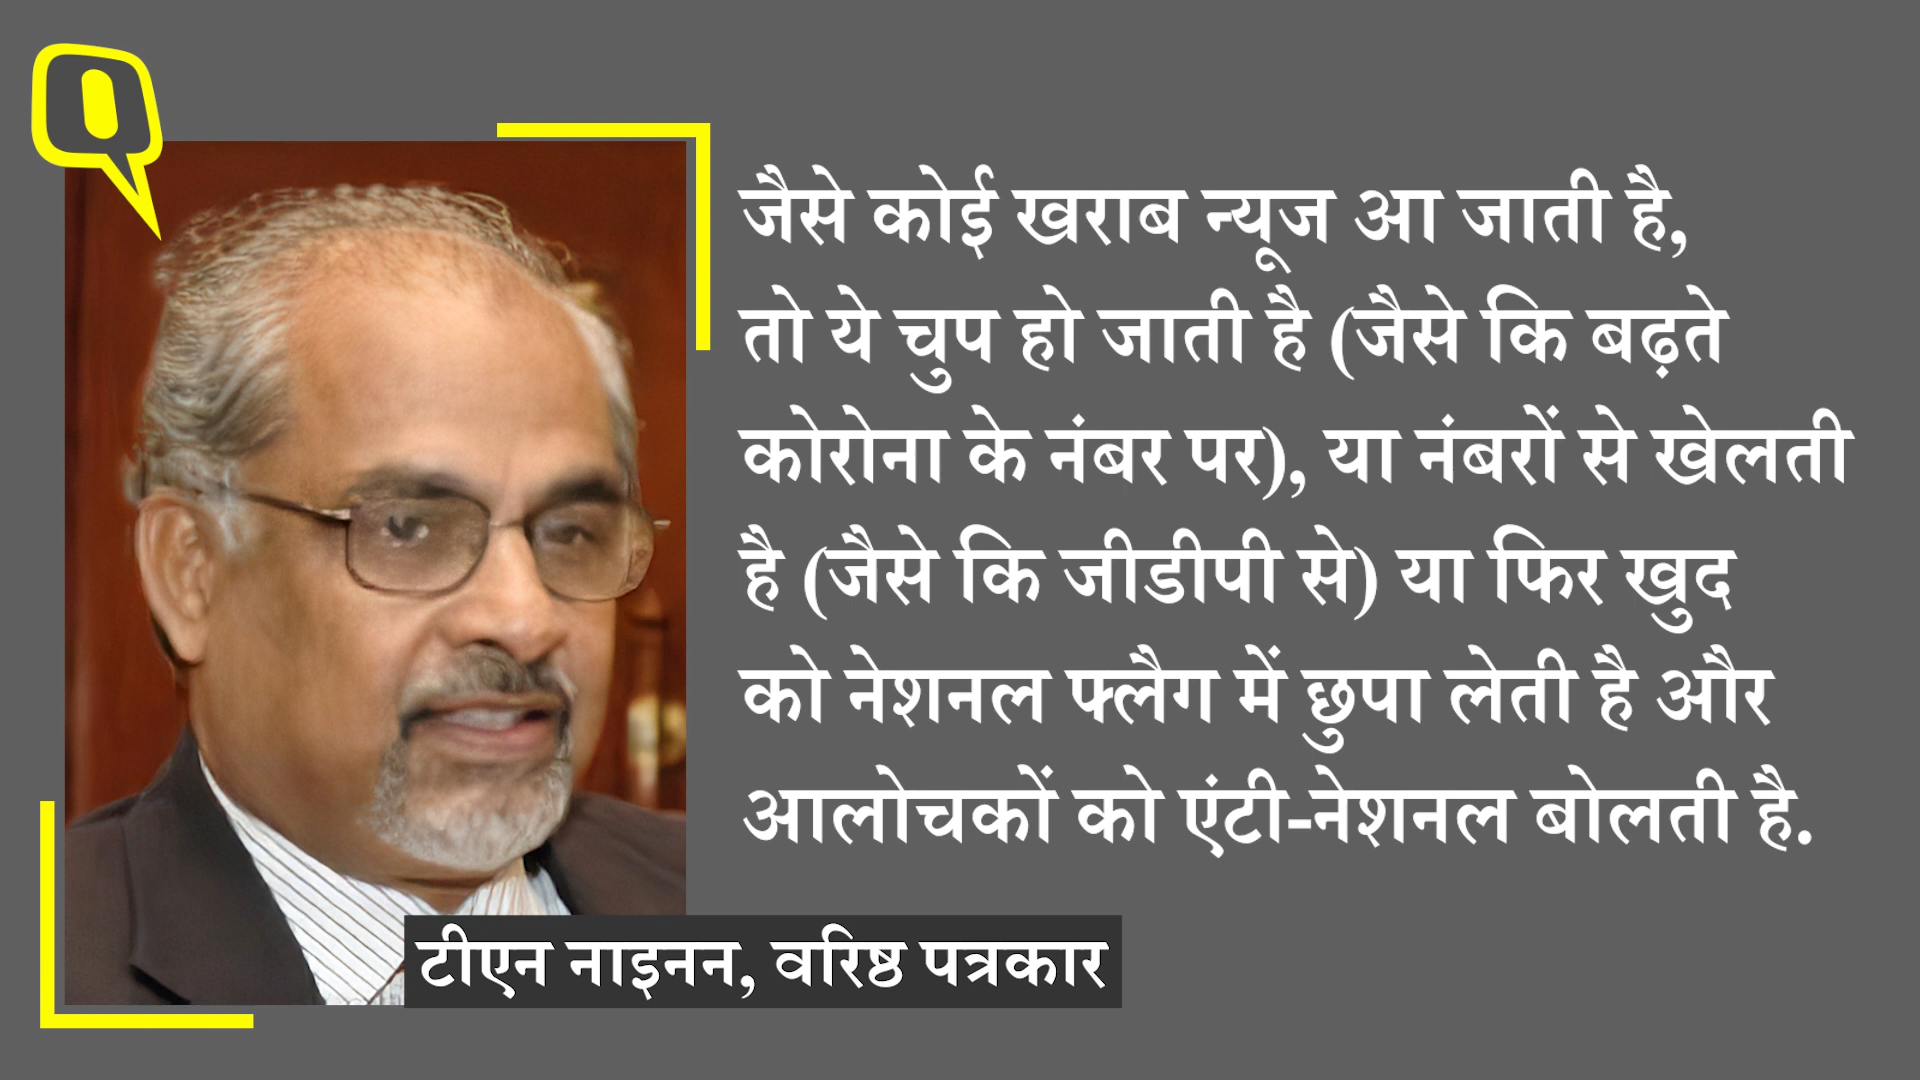 जैसे कोई खराब न्यूज आ जाती है,
तो ये चुप हो जाती है (जैसे कि बढ़ते
कोरोना के नंबर पर), या नंबरों से खेलती
है (जैसे कि जीडीपी से) या फिर खुद
को नेशनल फ्लैग में छुपा लेती है और
आलोचकों को एंटी-नेशनल बोलती है.
टीएन नाइनन, वरिष्ठ पत्रकार